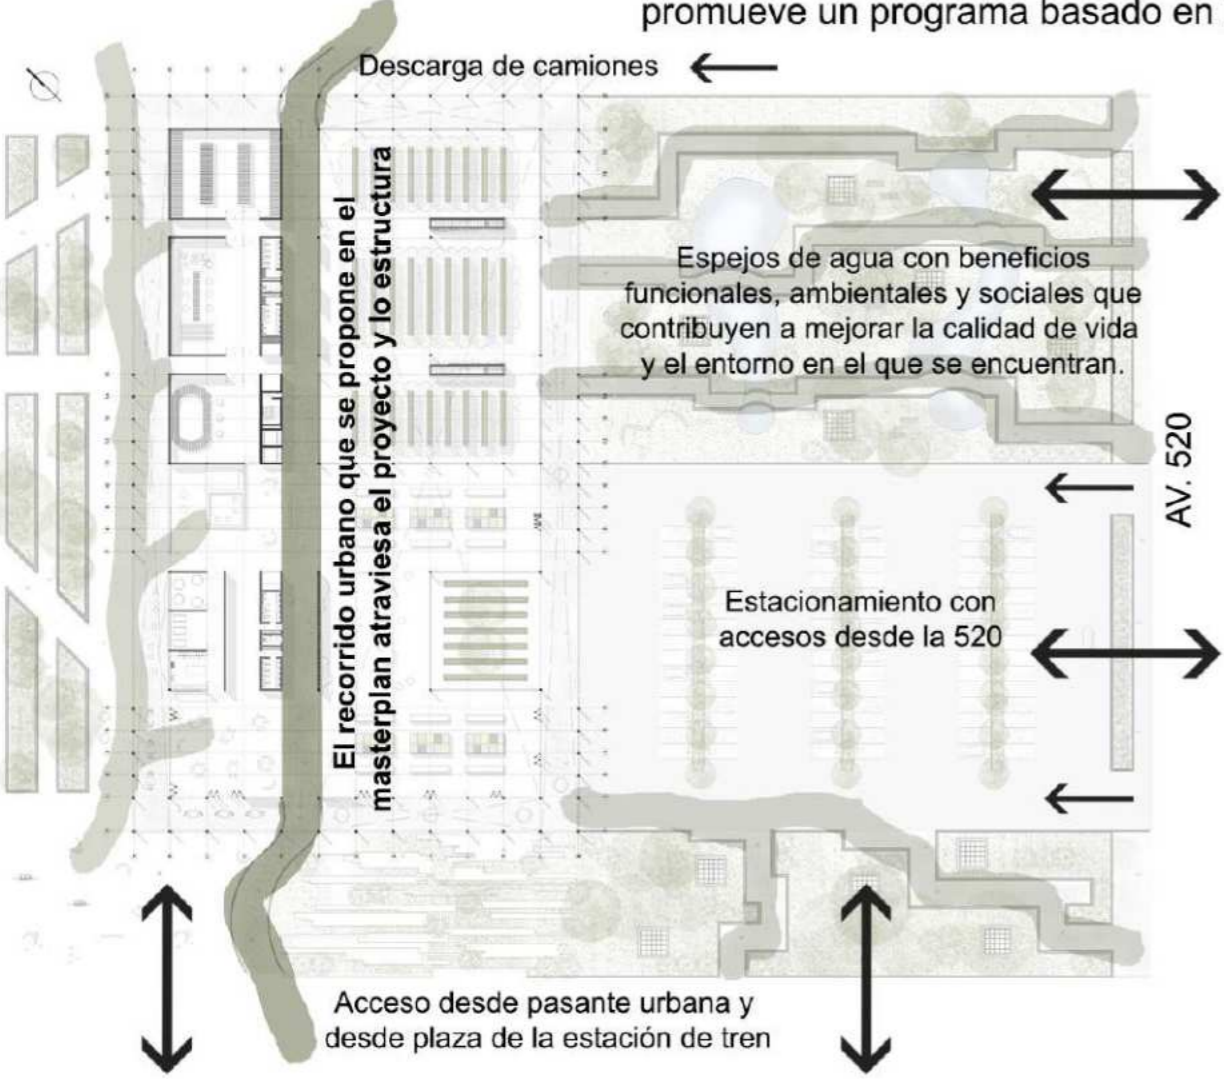 promueve un programa basado en
Descarga de camiones
El recorrido urbano que se propone en el
masterplan atraviesa el proyecto y lo estructura
Espejos de agua con beneficios
funcionales, ambientales y sociales que
contribuyen a mejorar la calidad de vida
y el entorno en el que se encuentran.
AV. 520
Estacionamiento con
accesos desde la 520
Acceso desde pasante urbana y
desde plaza de la estación de tren